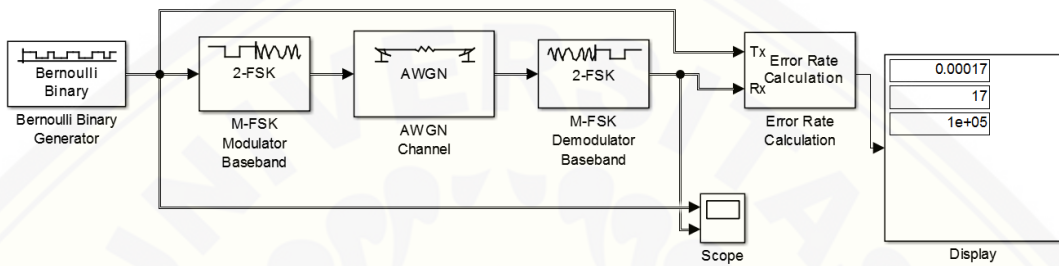 Bernoulli
Binary
Bernoulli Binary
Generator
2-FSK
M-FSK
Modulator
Baseband
AWGN
AWGN
Channel
2-FSK
M-FSK
Demodulator
Baseband
Tx
Rx
Error Rate
Calculation
Error Rate
Calculation
Scope
0.00017
17
1e+05
Display
UNIVERSITA